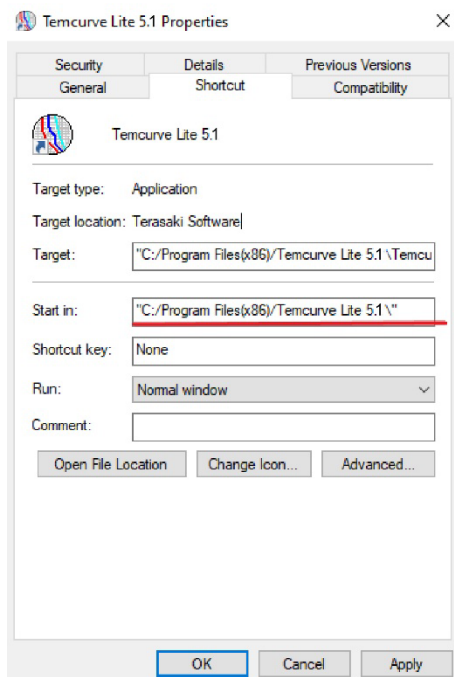 Temcurve Lite 5.1 Properties
Security Details Previous Versions
General Shortcut Compatibility
Temcurve Lite 5.1
Target type: Application
Target location: Terasaki Software
Target: "C:/Program Files(x86)/Temcurve Lite 5.1\Temcu
Start in: "C:/Program Files(x86)/Temcurve Lite 5.1\"
Shortcut key: None
Run: Normal window
Comment:
Open File Location Change Icon... Advanced...
OK Cancel Apply